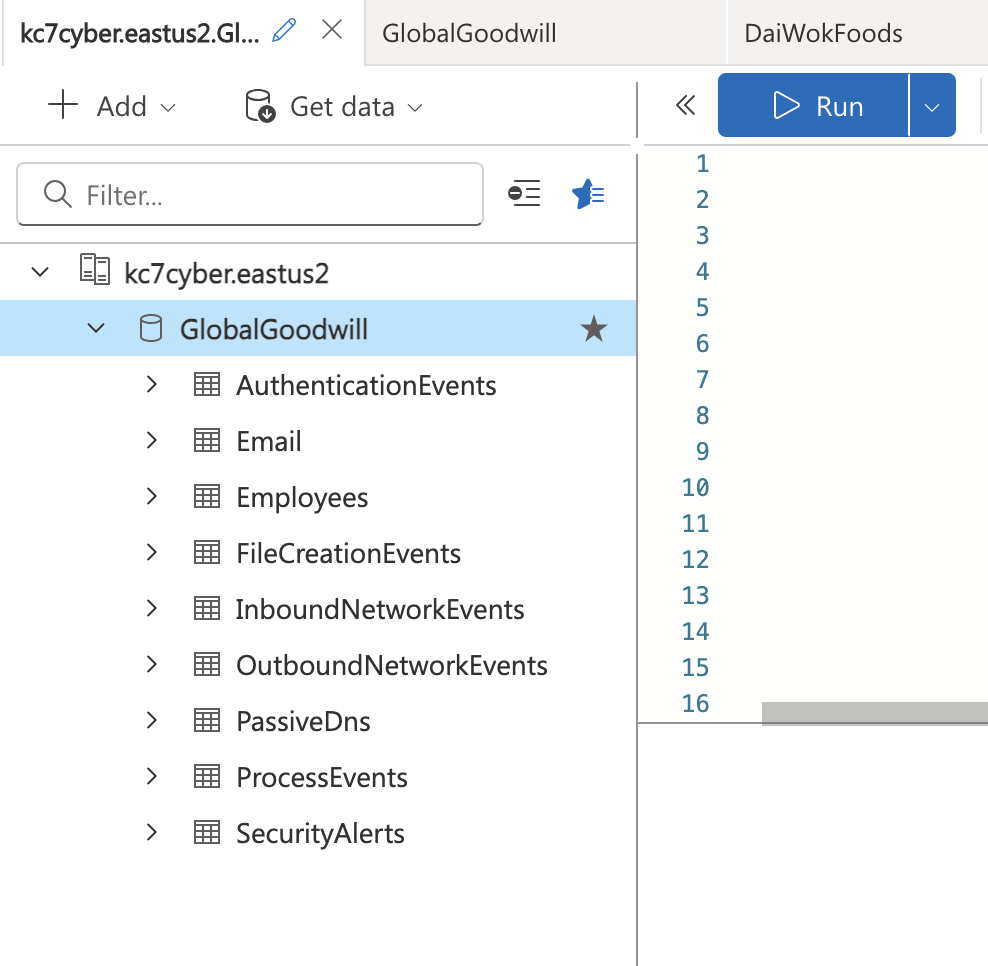 kc7cyber.eastus2.Gl... GlobalGoodwill DaiWokFoods
Add Get data Run
Filter...
kc7cyber.eastus2
GlobalGoodwill
AuthenticationEvents
Email
Employees
FileCreationEvents
InboundNetworkEvents
OutboundNetworkEvents
PassiveDns
ProcessEvents
SecurityAlerts
1
2
3
4
5
6
7
8
9
10
11
12
13
14
15
16